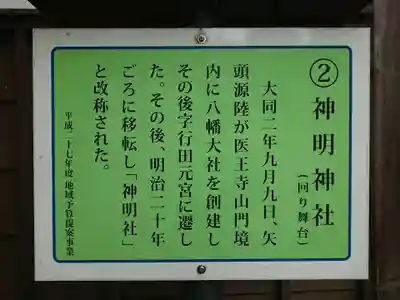 ②神明神社
(回り舞台)
大同二年九月九日、矢
頭源陸が医王寺山門境
内に八幡大社を創建し
その後字行田元宮に遷し
た。その後、明治二十年
ごろに移転し「神明社」
と改称された。
平成二十七年度 地域予算提案事業